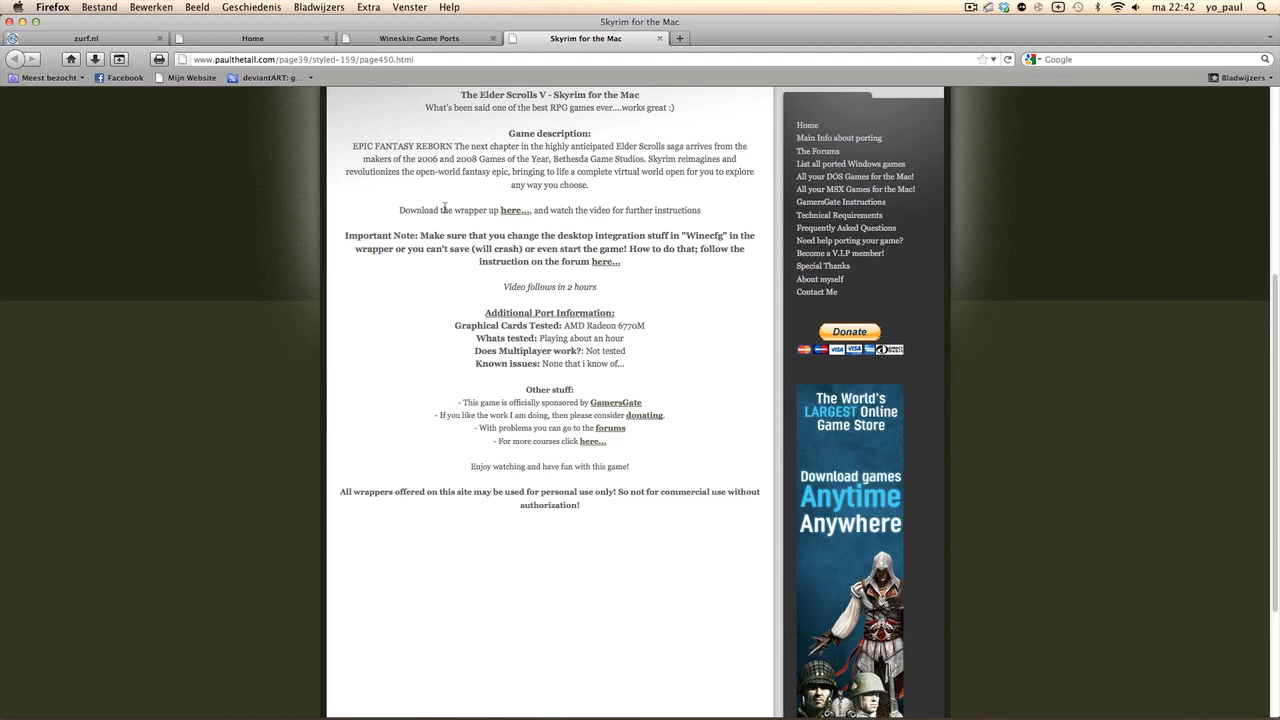 Firefox Bestand Bewerken Beeld Geschiedenis Bladwijzers Extra Venster Help ma 22:42 yo_paul
Skyrim for the Mac
zurf.nl Home Wineskin Game Ports Skyrim for the Mac
www.paulthetall.com/page39/styled-159/page450.html Google
Meest bezocht Facebook Mijn Website deviantART: g... Bladwijzers
The Elder Scrolls V - Skyrim for the Mac
What's been said one of the best RPG games ever....works great :)
Game description:
EPIC FANTASY REBORN The next chapter in the highly anticipated Elder Scrolls saga arrives from the
makers of the 2006 and 2008 Games of the Year, Bethesda Game Studios. Skyrim reimagines and
revolutionizes the open-world fantasy epic, bringing to life a complete virtual world open for you to explore
any way you choose.
Download the wrapper up here..., and watch the video for further instructions
Important Note: Make sure that you change the desktop integration stuff in "Winecfg" in the
wrapper or you can't save (will crash) or even start the game! How to do that; follow the
instruction on the forum here...
Video follows in 2 hours
Additional Port Information:
Graphical Cards Tested: AMD Radeon 6770M
Whats tested: Playing about an hour
Does Multiplayer work?: Not tested
Known issues: None that i know of...
Other stuff:
- This game is officially sponsored by GamersGate
- If you like the work I am doing, then please consider donating.
- With problems you can go to the forums
- For more courses click here...
Enjoy watching and have fun with this game!
All wrappers offered on this site may be used for personal use only! So not for commercial use without
authorization!
Home
Main Info about porting
The Forums
List all ported Windows games
All your DOS Games for the Mac!
All your MSX Games for the Mac!
GamersGate Instructions
Technical Requirements
Frequently Asked Questions
Need help porting your game?
Become a V.I.P member!
Special Thanks
About myself
Contact Me
Donate
The World's
LARGEST Online
Game Store
Download games
Anytime
Anywhere